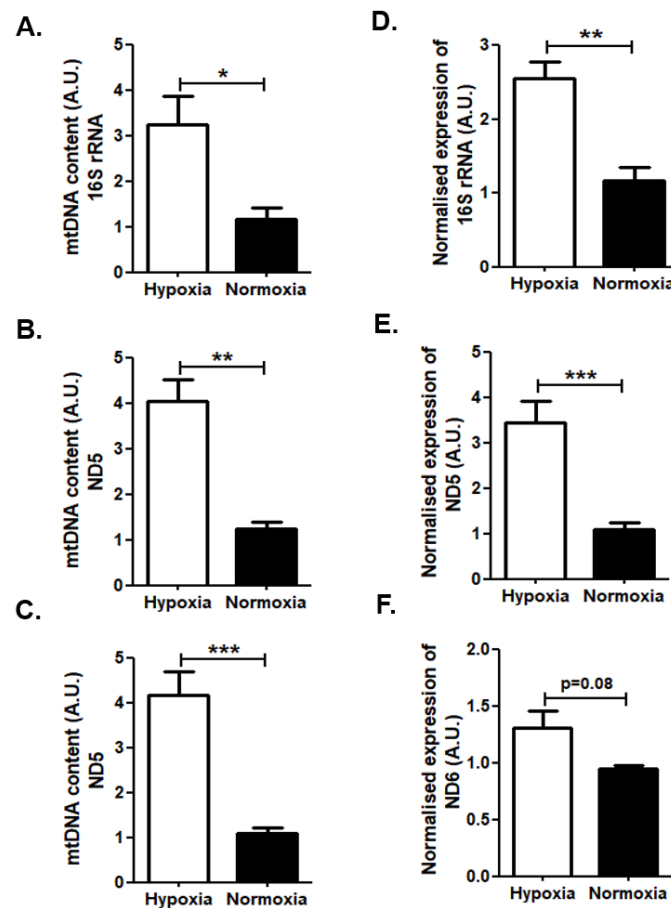 A.
mtDNA content (A.U.)
16S rRNA
5
4
3
2
1
0
*
Hypoxia Normoxia
B.
mtDNA content (A.U.)
ND5
5
4
3
2
1
0
**
Hypoxia Normoxia
C.
mtDNA content (A.U.)
ND5
5
4
3
2
1
0
***
Hypoxia Normoxia
D.
Normalised expression of
16S rRNA (A.U.)
3
2
1
0
**
Hypoxia Normoxia
E.
Normalised expression of
ND5 (A.U.)
5
4
3
2
1
0
***
Hypoxia Normoxia
F.
Normalised expression of
ND6 (A.U.)
2.0
1.5
1.0
0.5
0.0
p=0.08
Hypoxia Normoxia